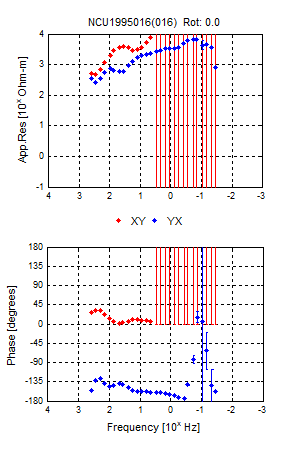 NCU1995016(016) Rot: 0.0
App.Res [10ˣ Ohm-m]
4
3
2
1
0
-1
4 3 2 1 0 -1 -2 -3
XY YX
Phase [degrees]
180
135
90
45
0
-45
-90
-135
-180
4 3 2 1 0 -1 -2 -3
Frequency [10ˣ Hz]